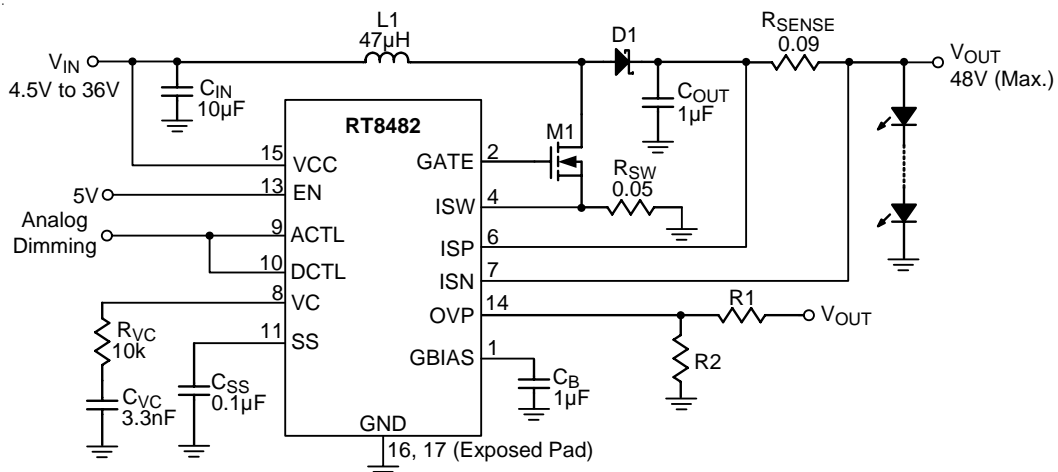 L1
47µH
D1
RSENSE
0.09
VIN
4.5V to 36V
VOUT
48V (Max.)
CIN
10µF
COUT
1µF
RT8482
M1
15
VCC
GATE
2
13
EN
5V
RSW
0.05
ISW
4
Analog
Dimming
9
ACTL
ISP
6
10
DCTL
ISN
7
8
VC
OVP
14
R1
VOUT
RVC
10k
11
SS
GBIAS
1
R2
CVC
3.3nF
CSS
0.1µF
CB
1µF
GND
16, 17 (Exposed Pad)